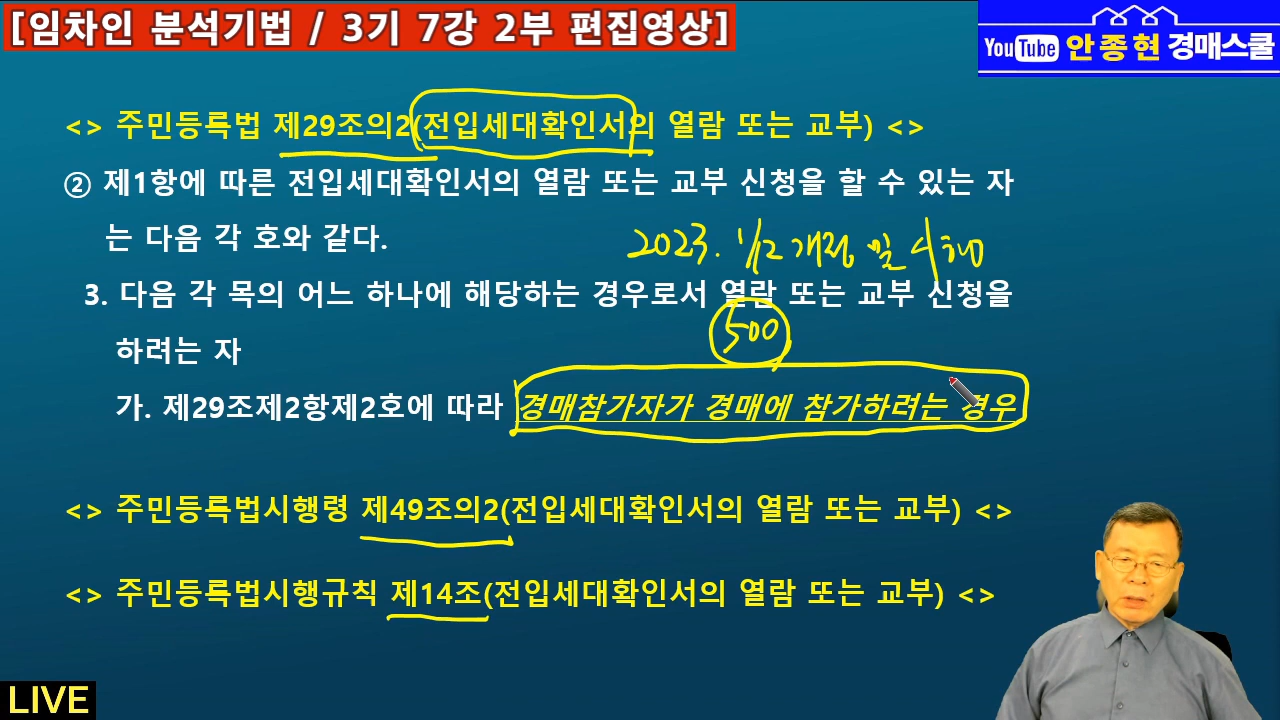 [임차인 분석기법 / 3기 7강 2부 편집영상]
YouTube 안종현 경매스쿨
<> 주민등록법 제29조의2(전입세대확인서의 열람 또는 교부) <>
② 제1항에 따른 전입세대확인서의 열람 또는 교부 신청을 할 수 있는 자
는 다음 각 호와 같다.
2023. 1/12 개정 및 시행
3. 다음 각 목의 어느 하나에 해당하는 경우로서 열람 또는 교부 신청을
500
하려는 자
가. 제29조제2항제2호에 따라 경매참가자가 경매에 참가하려는 경우
<> 주민등록법시행령 제49조의2(전입세대확인서의 열람 또는 교부) <>
<> 주민등록법시행규칙 제14조(전입세대확인서의 열람 또는 교부) <>
LIVE